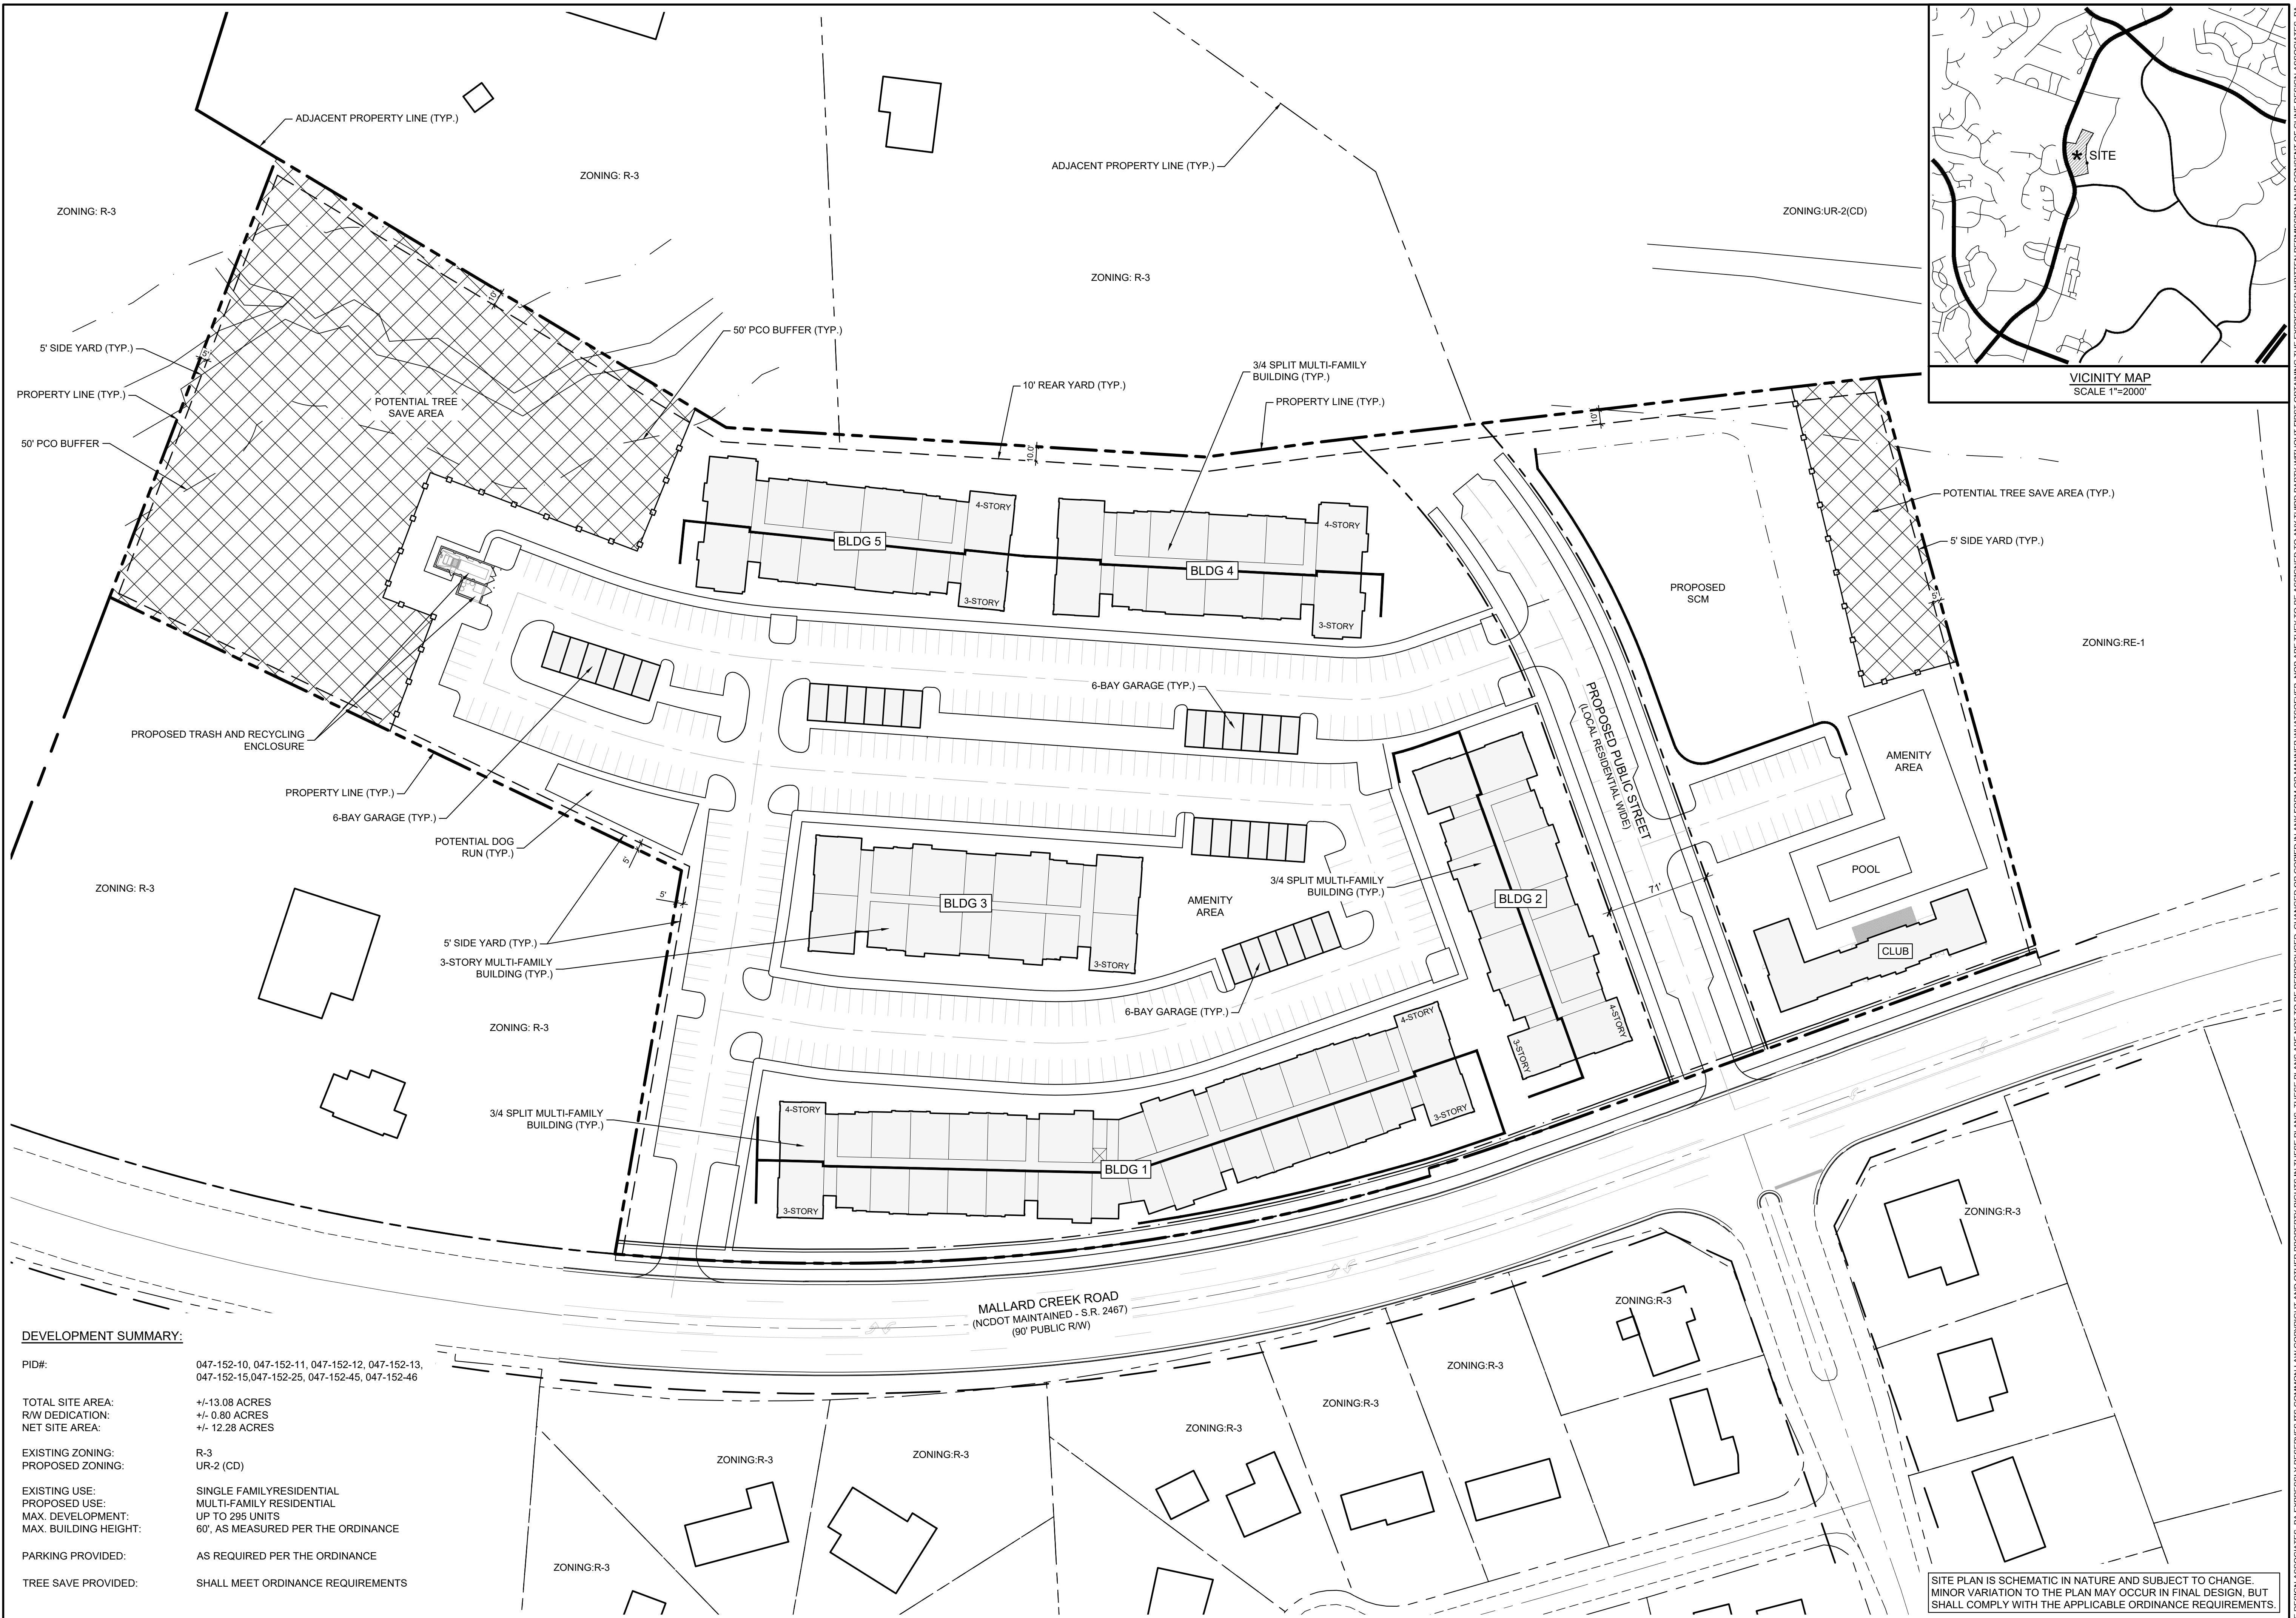 ADJACENT PROPERTY LINE (TYP.)
ZONING: R-3
ZONING: R-3
ADJACENT PROPERTY LINE (TYP.)
ZONING: R-3
ZONING:UR-2(CD)
SITE
VICINITY MAP
SCALE 1"=2000'
10'
5' SIDE YARD (TYP.)
5'
PROPERTY LINE (TYP.)
50' PCO BUFFER
POTENTIAL TREE
SAVE AREA
50' PCO BUFFER (TYP.)
10' REAR YARD (TYP.)
10.0'
3/4 SPLIT MULTI-FAMILY
BUILDING (TYP.)
PROPERTY LINE (TYP.)
10'
POTENTIAL TREE SAVE AREA (TYP.)
5' SIDE YARD (TYP.)
5'
ZONING:RE-1
4-STORY
BLDG 5
3-STORY
4-STORY
BLDG 4
3-STORY
PROPOSED
SCM
PROPOSED PUBLIC STREET
(LOCAL RESIDENTIAL WIDE)
AMENITY
AREA
POOL
CLUB
71'
PROPOSED TRASH AND RECYCLING
ENCLOSURE
PROPERTY LINE (TYP.)
6-BAY GARAGE (TYP.)
POTENTIAL DOG
RUN (TYP.)
5'
5'
6-BAY GARAGE (TYP.)
ZONING: R-3
5' SIDE YARD (TYP.)
3-STORY MULTI-FAMILY
BUILDING (TYP.)
BLDG 3
3-STORY
AMENITY
AREA
3/4 SPLIT MULTI-FAMILY
BUILDING (TYP.)
BLDG 2
4-STORY
3-STORY
6-BAY GARAGE (TYP.)
ZONING: R-3
3/4 SPLIT MULTI-FAMILY
BUILDING (TYP.)
4-STORY
3-STORY
BLDG 1
4-STORY
3-STORY
MALLARD CREEK ROAD
(NCDOT MAINTAINED - S.R. 2467)
(90' PUBLIC R/W)
ZONING:R-3
ZONING:R-3
ZONING:R-3
ZONING:R-3
ZONING:R-3
ZONING:R-3
ZONING:R-3
ZONING:R-3
DEVELOPMENT SUMMARY:
PID#: 047-152-10, 047-152-11, 047-152-12, 047-152-13,
047-152-15,047-152-25, 047-152-45, 047-152-46
TOTAL SITE AREA: +/-13.08 ACRES
R/W DEDICATION: +/- 0.80 ACRES
NET SITE AREA: +/- 12.28 ACRES
EXISTING ZONING: R-3
PROPOSED ZONING: UR-2 (CD)
EXISTING USE: SINGLE FAMILYRESIDENTIAL
PROPOSED USE: MULTI-FAMILY RESIDENTIAL
MAX. DEVELOPMENT: UP TO 295 UNITS
MAX. BUILDING HEIGHT: 60', AS MEASURED PER THE ORDINANCE
PARKING PROVIDED: AS REQUIRED PER THE ORDINANCE
TREE SAVE PROVIDED: SHALL MEET ORDINANCE REQUIREMENTS
SITE PLAN IS SCHEMATIC IN NATURE AND SUBJECT TO CHANGE.
MINOR VARIATION TO THE PLAN MAY OCCUR IN FINAL DESIGN, BUT
SHALL COMPLY WITH THE APPLICABLE ORDINANCE REQUIREMENTS.